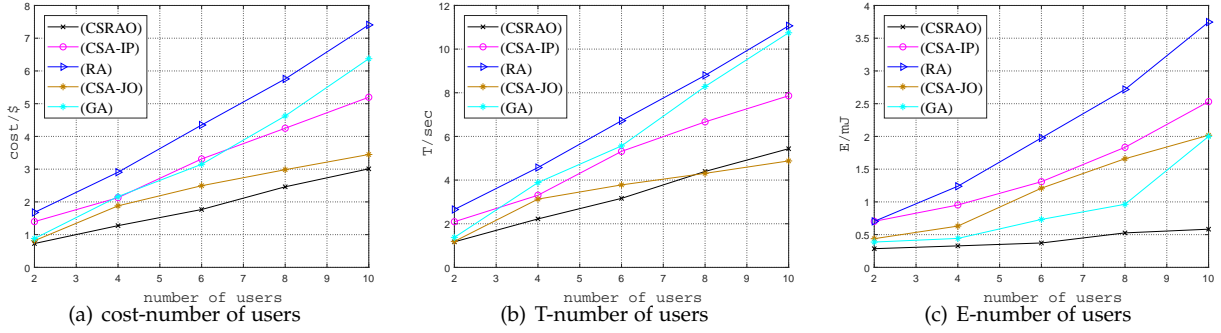 8
7
6
5
4
3
2
1
0
cost/$
(CSRAO)
(CSA-IP)
(RA)
(CSA-JO)
(GA)
2 3 4 5 6 7 8 9 10
number of users
(a) cost-number of users
12
10
8
6
4
2
0
T/sec
(CSRAO)
(CSA-IP)
(RA)
(CSA-JO)
(GA)
2 3 4 5 6 7 8 9 10
number of users
(b) T-number of users
4
3.5
3
2.5
2
1.5
1
0.5
0
E/mJ
(CSRAO)
(CSA-IP)
(RA)
(CSA-JO)
(GA)
2 3 4 5 6 7 8 9 10
number of users
(c) E-number of users